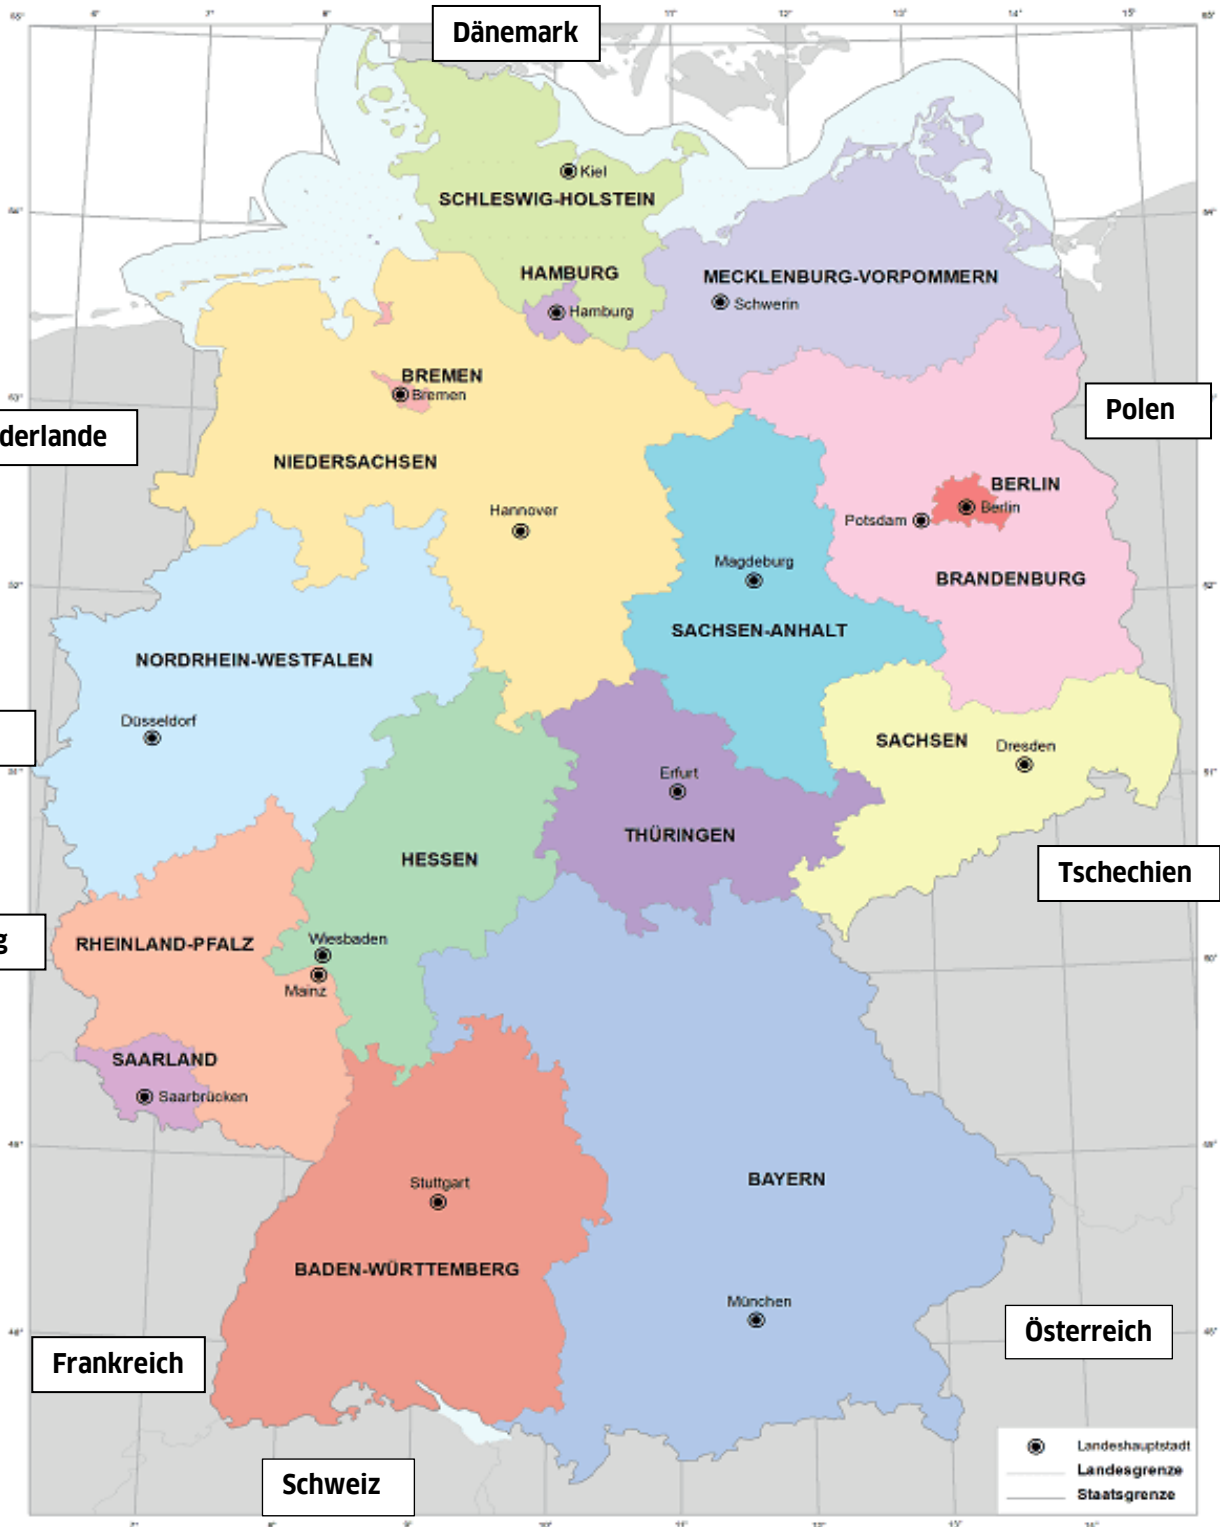 Dänemark
Kiel
SCHLESWIG-HOLSTEIN
HAMBURG
Hamburg
MECKLENBURG-VORPOMMERN
Schwerin
BREMEN
Bremen
Polen
derlande
NIEDERSACHSEN
BERLIN
Berlin
Potsdam
Hannover
Magdeburg
BRANDENBURG
SACHSEN-ANHALT
NORDRHEIN-WESTFALEN
Düsseldorf
SACHSEN
Dresden
Erfurt
THÜRINGEN
HESSEN
Tschechien
g
RHEINLAND-PFALZ
Wiesbaden
Mainz
SAARLAND
Saarbrücken
Stuttgart
BAYERN
BADEN-WÜRTTEMBERG
München
Österreich
Frankreich
Schweiz
Landeshauptstadt
Landesgrenze
Staatsgrenze